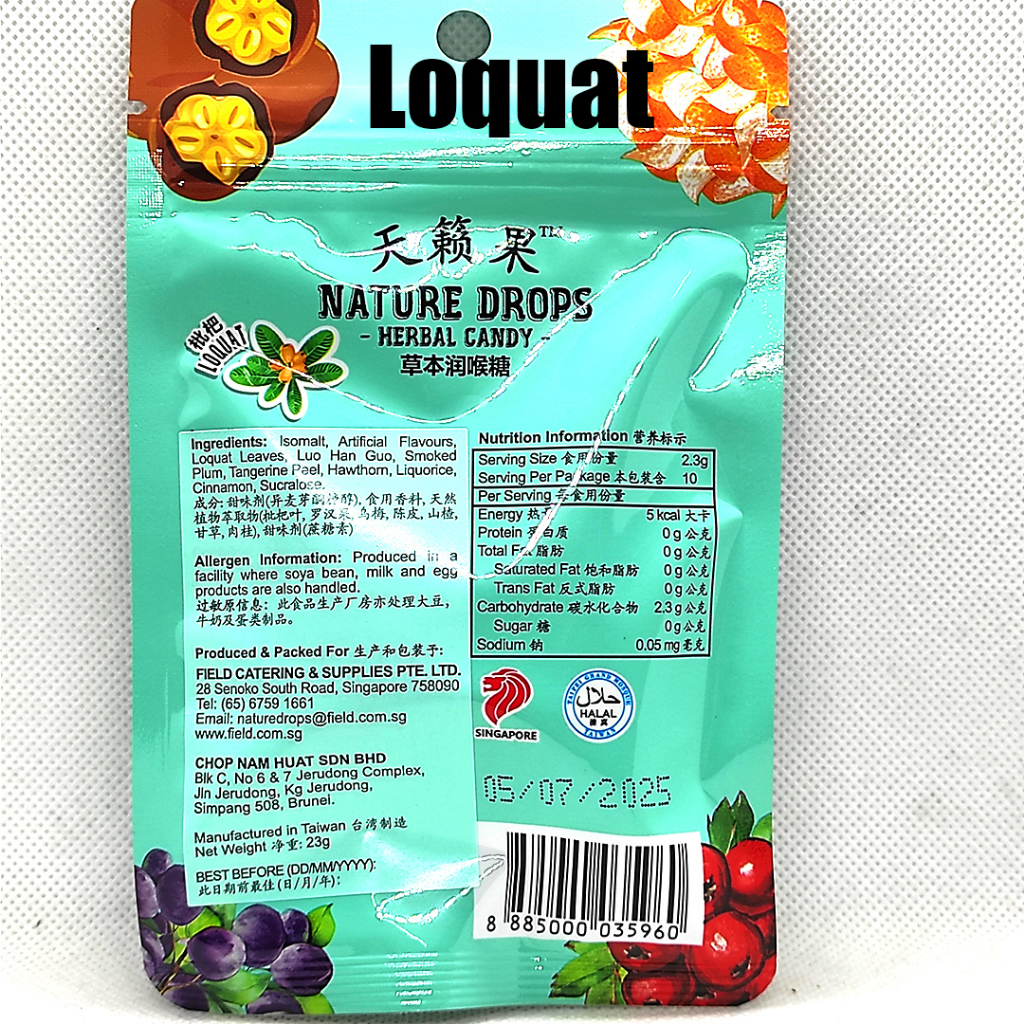 Loquat
天籁果™
NATURE DROPS
- HERBAL CANDY -
草本润喉糖
枇杷
LOQUAT
Ingredients: Isomalt, Artificial Flavours,
Loquat Leaves, Luo Han Guo, Smoked
Plum, Tangerine Peel, Hawthorn, Liquorice,
Cinnamon, Sucralose.
成分: 甜味剂(异麦芽酮糖醇), 食用香料, 天然
植物萃取物(枇杷叶, 罗汉果, 乌梅, 陈皮, 山楂,
甘草, 肉桂), 甜味剂(蔗糖素)
Allergen Information: Produced in a
facility where soya bean, milk and egg
products are also handled.
过敏原信息: 此食品生产厂房亦处理大豆,
牛奶及蛋类制品。
Produced & Packed For 生产和包装于:
FIELD CATERING & SUPPLIES PTE. LTD.
28 Senoko South Road, Singapore 758090
Tel: (65) 6759 1661
Email: naturedrops@field.com.sg
www.field.com.sg
CHOP NAM HUAT SDN BHD
Blk C, No 6 & 7 Jerudong Complex,
Jln Jerudong, Kg Jerudong,
Simpang 508, Brunei.
Manufactured in Taiwan 台湾制造
Net Weight 净重: 23g
BEST BEFORE (DD/MM/YYYY):
此日期前最佳 (日/月/年):
Nutrition Information 营养标示
Serving Size 食用份量 2.3g
Serving Per Package 本包装含 10
Per Serving 每食用份量
Energy 热量 5 kcal 大卡
Protein 蛋白质 0 g 公克
Total Fat 脂肪 0 g 公克
Saturated Fat 饱和脂肪 0 g 公克
Trans Fat 反式脂肪 0 g 公克
Carbohydrate 碳水化合物 2.3 g 公克
Sugar 糖 0 g 公克
Sodium 钠 0.05 mg 毫克
SINGAPORE
TAIPEI GRAND MOSQUE
حلال
HALAL
清真
TAIWAN
05/07/2025
8 885000 035960